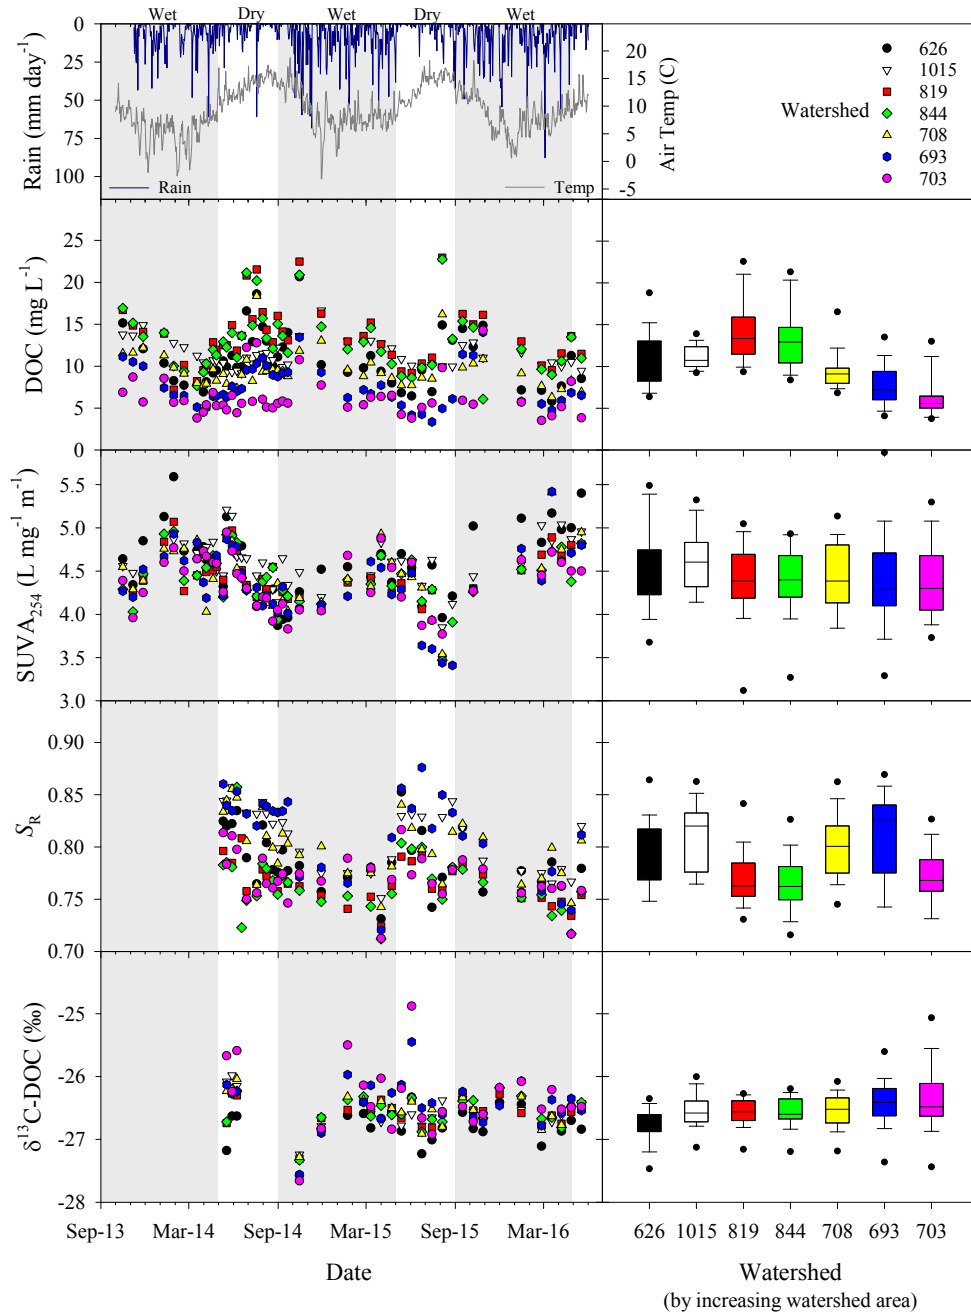 Wet Dry Wet Dry Wet
0
25
50
75
100
Rain (mm day⁻¹)
20
15
10
5
0
-5
Air Temp (C)
Rain
Temp
Watershed
626
1015
819
844
708
693
703
25
20
15
10
5
0
DOC (mg L⁻¹)
5.5
5.0
4.5
4.0
3.5
3.0
SUVA₂₅₄ (L mg⁻¹ m⁻¹)
0.90
0.85
0.80
0.75
0.70
S_R
-25
-26
-27
-28
δ¹³C-DOC (‰)
Sep-13 Mar-14 Sep-14 Mar-15 Sep-15 Mar-16
Date
626 1015 819 844 708 693 703
Watershed
(by increasing watershed area)